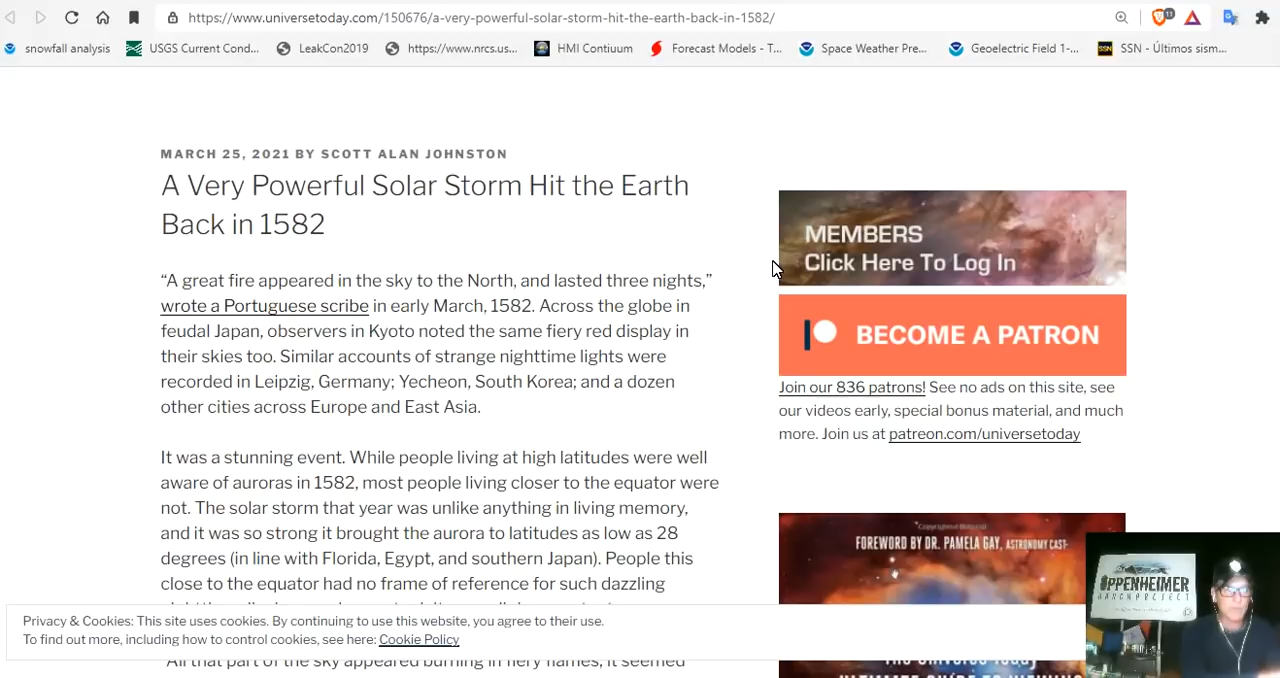 https://www.universetoday.com/150676/a-very-powerful-solar-storm-hit-the-earth-back-in-1582/
11
snowfall analysis
USGS Current Cond...
LeakCon2019
https://www.nrcs.us...
HMI Contiuum
Forecast Models - T...
Space Weather Pre...
Geoelectric Field 1-...
SSN
SSN - Últimos sism...
MARCH 25, 2021 BY SCOTT ALAN JOHNSTON
A Very Powerful Solar Storm Hit the Earth
Back in 1582
“A great fire appeared in the sky to the North, and lasted three nights,”
wrote a Portuguese scribe in early March, 1582. Across the globe in
feudal Japan, observers in Kyoto noted the same fiery red display in
their skies too. Similar accounts of strange nighttime lights were
recorded in Leipzig, Germany; Yecheon, South Korea; and a dozen
other cities across Europe and East Asia.
It was a stunning event. While people living at high latitudes were well
aware of auroras in 1582, most people living closer to the equator were
not. The solar storm that year was unlike anything in living memory,
and it was so strong it brought the aurora to latitudes as low as 28
degrees (in line with Florida, Egypt, and southern Japan). People this
close to the equator had no frame of reference for such dazzling
“All that part of the sky appeared burning in fiery flames; it seemed
MEMBERS
Click Here To Log In
BECOME A PATRON
Join our 836 patrons! See no ads on this site, see
our videos early, special bonus material, and much
more. Join us at patreon.com/universetoday
Copyrighted Material
FOREWORD BY DR. PAMELA GAY, ASTRONOMY CAST
ULTIMATE GUIDE TO VIEWING
Privacy & Cookies: This site uses cookies. By continuing to use this website, you agree to their use.
To find out more, including how to control cookies, see here: Cookie Policy
OPPENHEIMER
RANCH PROJECT